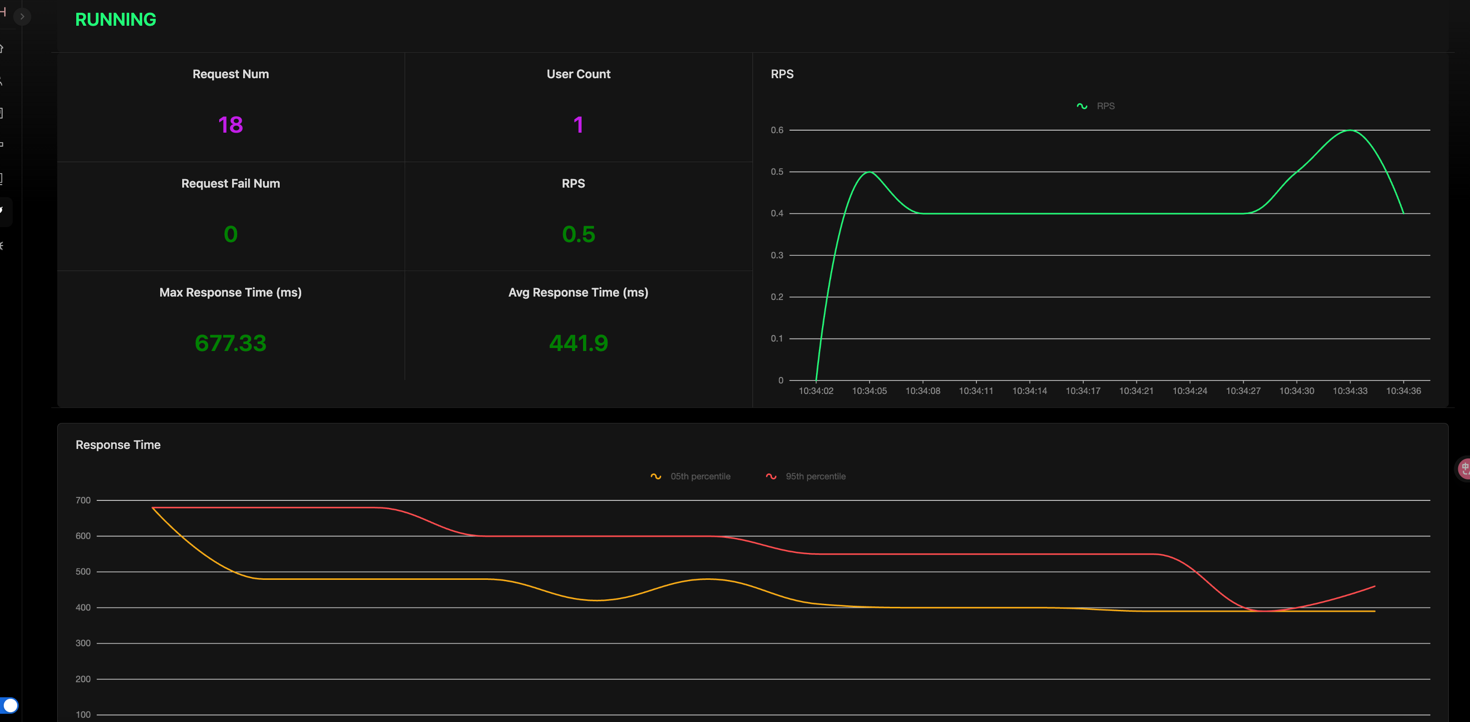 RUNNING
Request Num
18
User Count
1
Request Fail Num
0
RPS
0.5
Max Response Time (ms)
677.33
Avg Response Time (ms)
441.9
RPS
RPS
0.6
0.5
0.4
0.3
0.2
0.1
0
10:34:02 10:34:05 10:34:08 10:34:11 10:34:14 10:34:17 10:34:21 10:34:24 10:34:27 10:34:30 10:34:33 10:34:36
Response Time
05th percentile 95th percentile
700
600
500
400
300
200
100